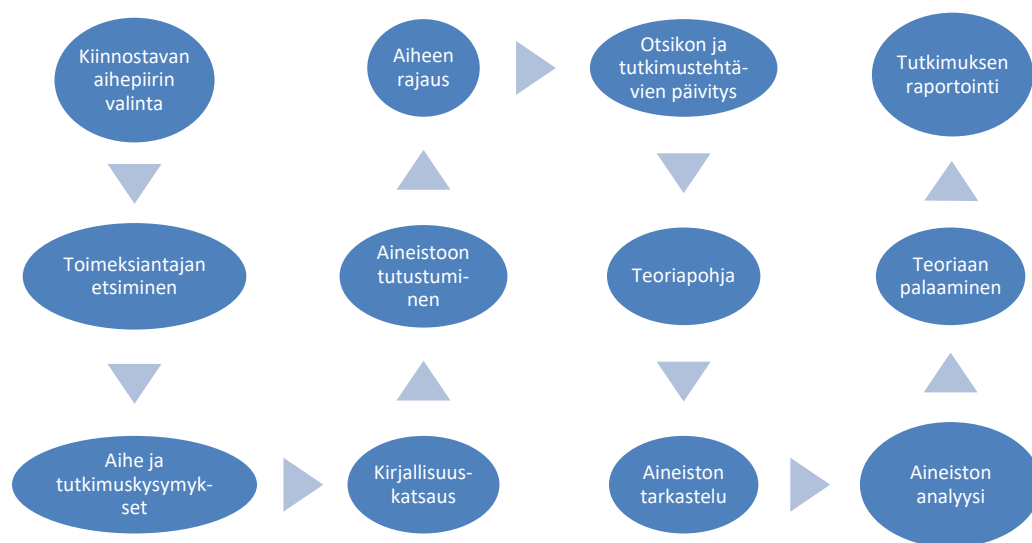 Kiinnostavan
aihepiirin
valinta
Toimeksiantajan
etsiminen
Aihe ja
tutkimuskysymyk-
set
Kirjallisuus-
katsaus
Aineistoon
tutustumi-
nen
Aiheen
rajaus
Otsikon ja
tutkimustehtä-
vien päivitys
Teoriapohja
Aineiston
tarkastelu
Aineiston
analyysi
Teoriaan
palaaminen
Tutkimuksen
raportointi